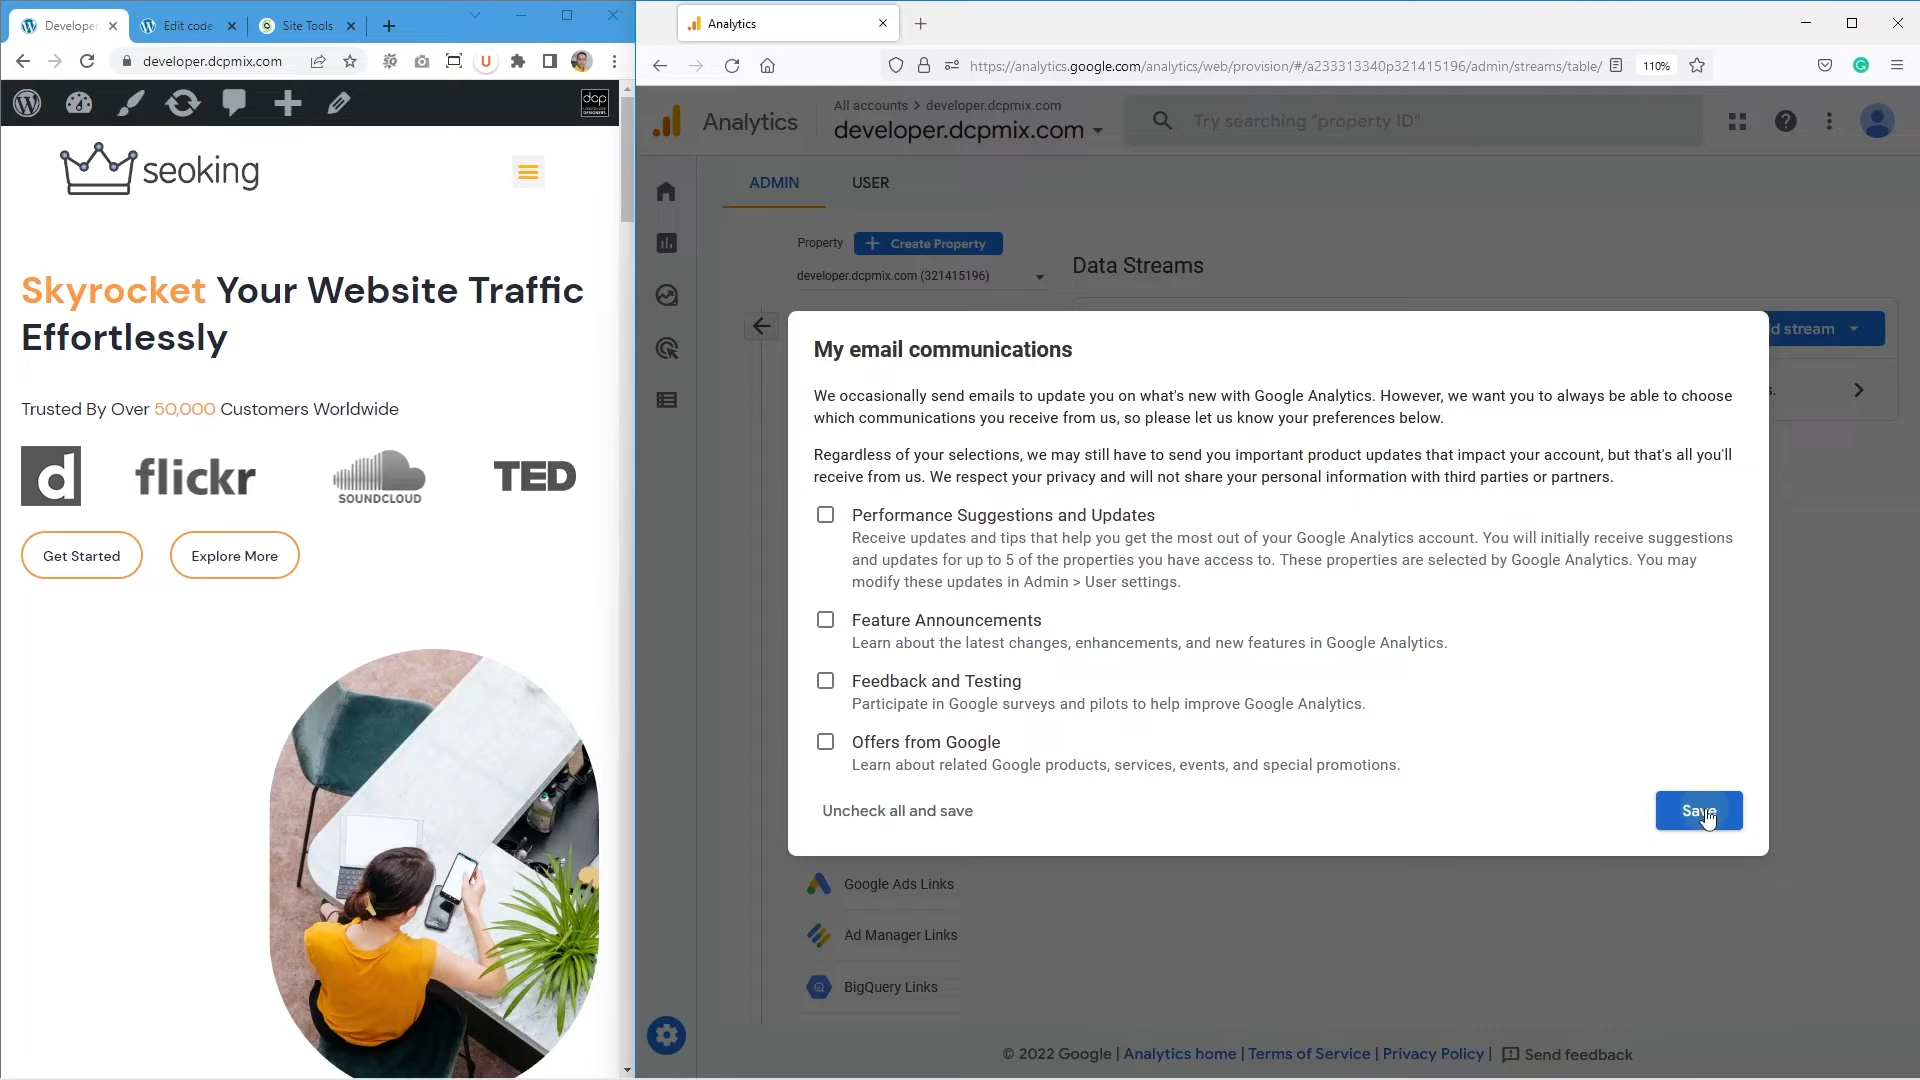 Developer
Edit code
Site Tools
developer.dcpmix.com
U
dcp
seoking
Skyrocket Your Website Traffic
Effortlessly
Trusted By Over 50,000 Customers Worldwide
d
flickr
SOUNDCLOUD
TED
Get Started
Explore More
Analytics
https://analytics.google.com/analytics/web/provision/#/a233313340p321415196/admin/streams/table/
110%
Analytics
All accounts > developer.dcpmix.com
developer.dcpmix.com
Try searching "property ID"
ADMIN
USER
Property
Create Property
developer.dcpmix.com (321415196)
Data Streams
d stream
My email communications
We occasionally send emails to update you on what's new with Google Analytics. However, we want you to always be able to choose
which communications you receive from us, so please let us know your preferences below.
Regardless of your selections, we may still have to send you important product updates that impact your account, but that's all you'll
receive from us. We respect your privacy and will not share your personal information with third parties or partners.
Performance Suggestions and Updates
Receive updates and tips that help you get the most out of your Google Analytics account. You will initially receive suggestions
and updates for up to 5 of the properties you have access to. These properties are selected by Google Analytics. You may
modify these updates in Admin > User settings.
Feature Announcements
Learn about the latest changes, enhancements, and new features in Google Analytics.
Feedback and Testing
Participate in Google surveys and pilots to help improve Google Analytics.
Offers from Google
Learn about related Google products, services, events, and special promotions.
Uncheck all and save
Save
Google Ads Links
Ad Manager Links
BigQuery Links
© 2022 Google | Analytics home | Terms of Service | Privacy Policy | Send feedback